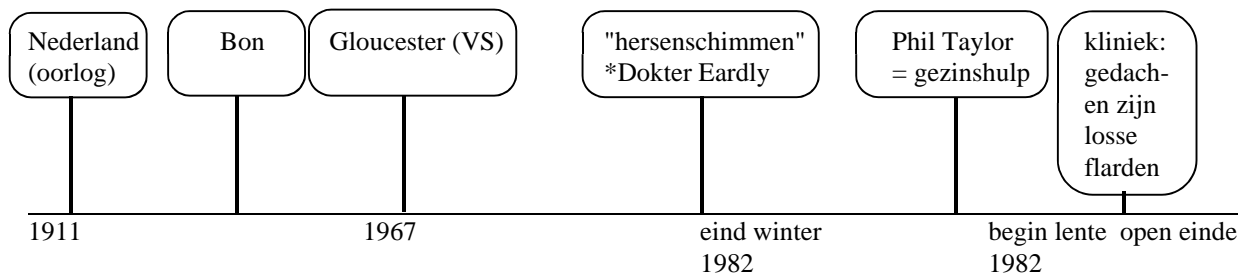 Nederland
(oorlog)
Bon
Gloucester (VS)
"hersenschimmen"
*Dokter Eardly
Phil Taylor
= gezinshulp
kliniek:
gedach-
en zijn
losse
flarden
1911
1967
eind winter
1982
begin lente
1982
open einde